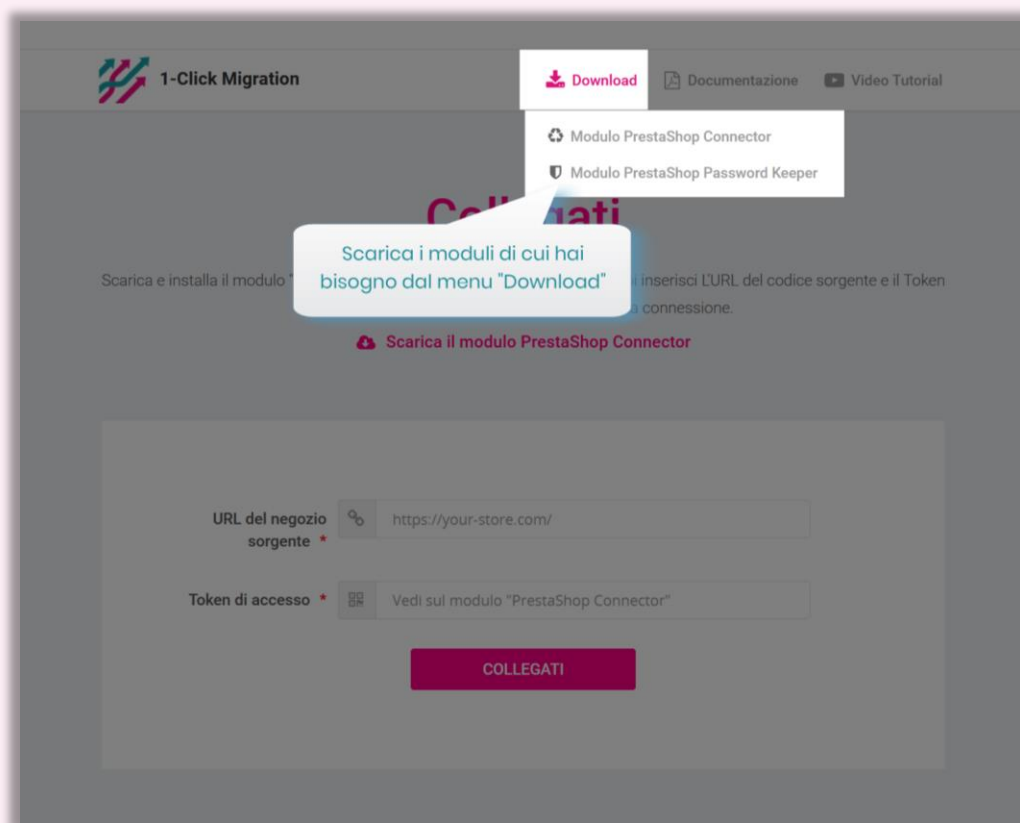 1-Click Migration
Download
Documentazione
Video Tutorial
Modulo PrestaShop Connector
Modulo PrestaShop Password Keeper
Scarica i moduli di cui hai
bisogno dal menu "Download"
Scarica e installa il modulo " inserisci L'URL del codice sorgente e il Token
connessione.
Scarica il modulo PrestaShop Connector
URL del negozio
sorgente *
https://your-store.com/
Token di accesso *
Vedi sul modulo "PrestaShop Connector"
COLLEGATI